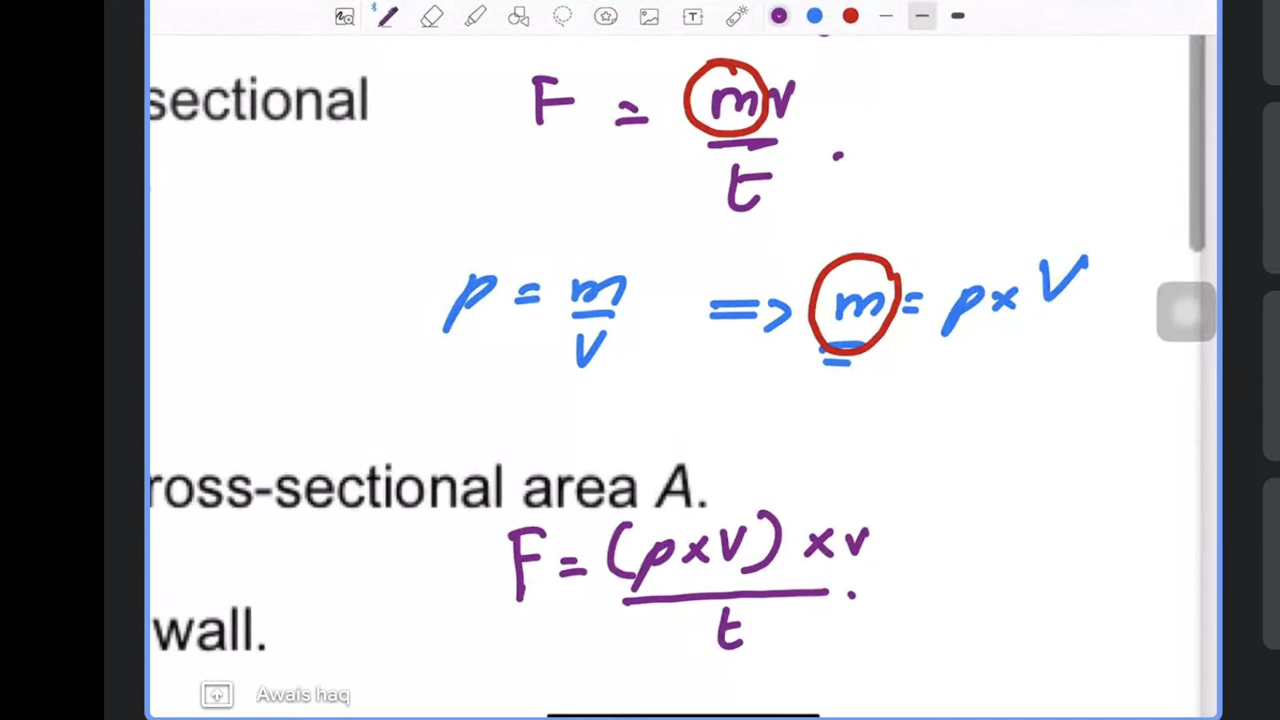 sectional
F = mv
t
p = m
V
=> m = p x V
ross-sectional area A.
F = (p x V) x v
t
wall.
Awais haq